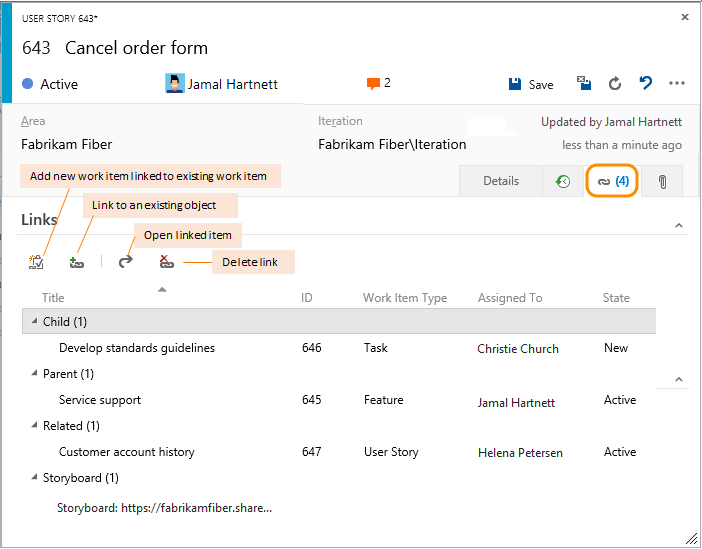 USER STORY 643*
643 Cancel order form
Active Jamal Hartnett 2 Save
Area Iteration Updated by Jamal Hartnett
Fabrikam Fiber Fabrikam Fiber\Iteration less than a minute ago
Add new work item linked to existing work item
Details (4)
Link to an existing object
Links
Open linked item
Delete link
Title ID Work Item Type Assigned To State
Child (1)
Develop standards guidelines 646 Task Christie Church New
Parent (1)
Service support 645 Feature Jamal Hartnett Active
Related (1)
Customer account history 647 User Story Helena Petersen Active
Storyboard (1)
Storyboard: https://fabrikamfiber.share...